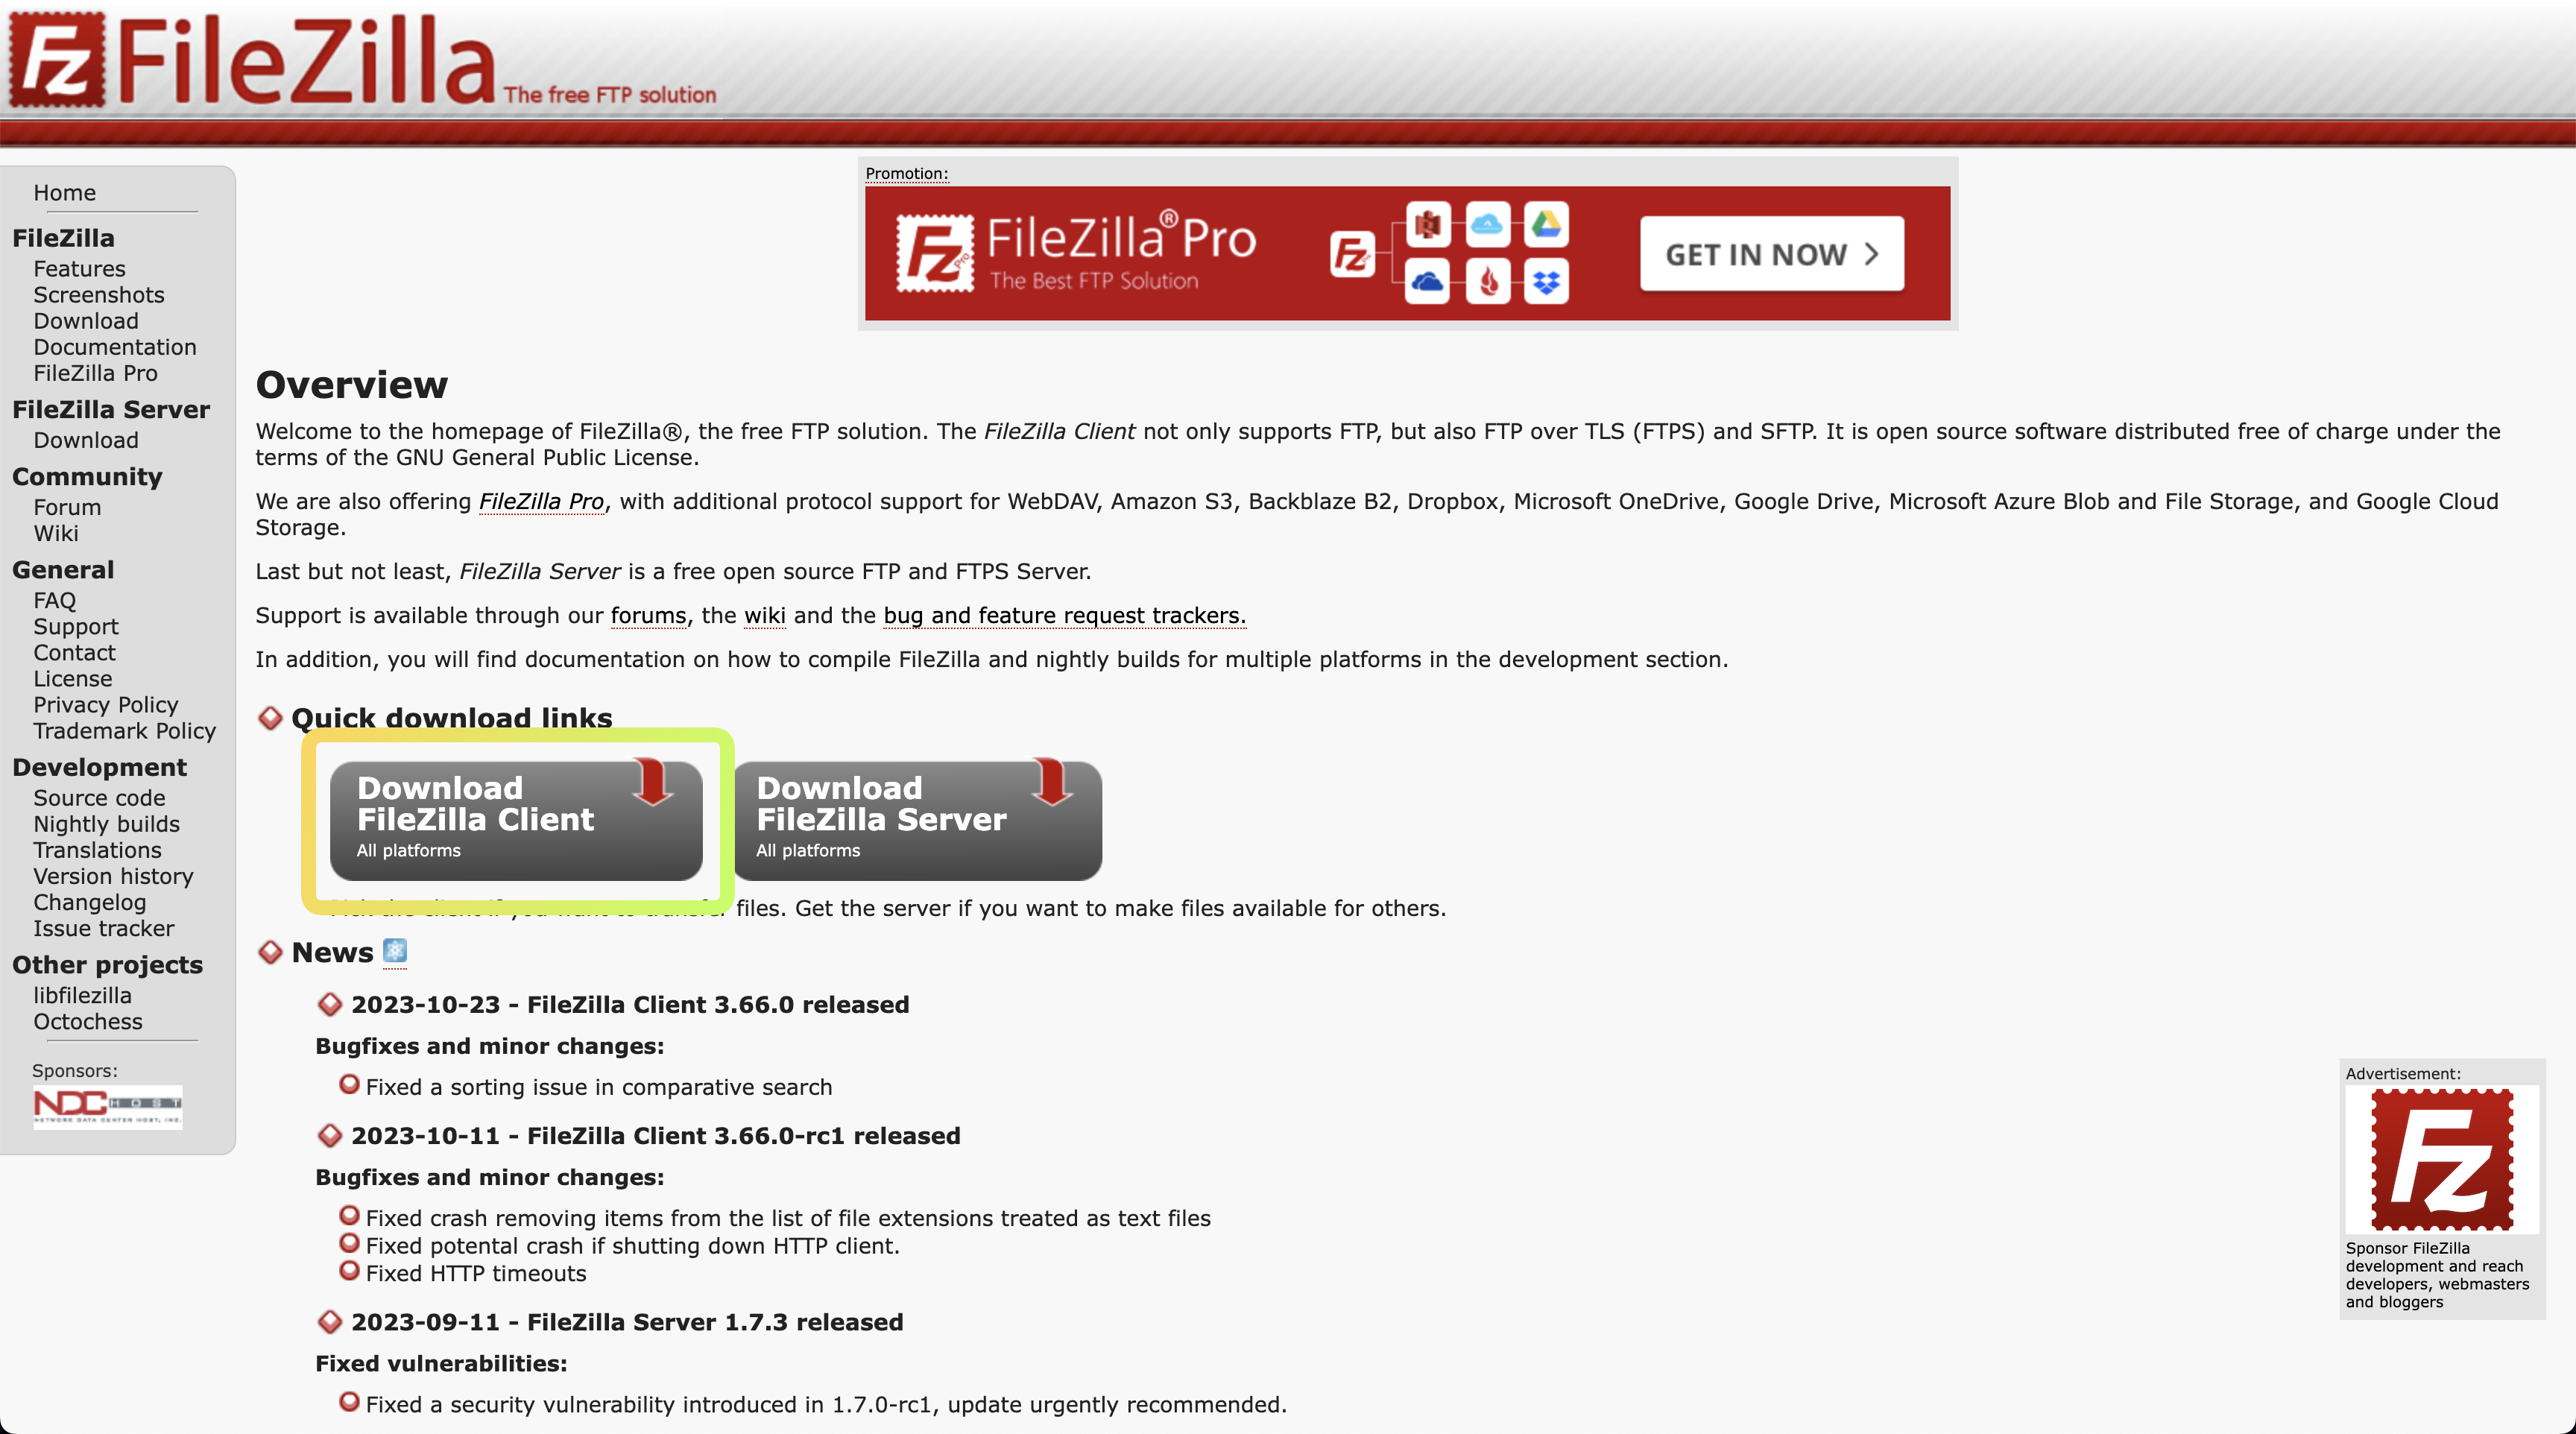 FileZilla The free FTP solution
Home
FileZilla
Features
Screenshots
Download
Documentation
FileZilla Pro
FileZilla Server
Download
Community
Forum
Wiki
General
FAQ
Support
Contact
License
Privacy Policy
Trademark Policy
Development
Source code
Nightly builds
Translations
Version history
Changelog
Issue tracker
Other projects
libfilezilla
Octochess
Sponsors:
NDC HOST
NETWORK DATA CENTER HOST, INC.
Promotion:
FileZilla® Pro
The Best FTP Solution
GET IN NOW
Overview
Welcome to the homepage of FileZilla®, the free FTP solution. The FileZilla Client not only supports FTP, but also FTP over TLS (FTPS) and SFTP. It is open source software distributed free of charge under the
terms of the GNU General Public License.
We are also offering FileZilla Pro, with additional protocol support for WebDAV, Amazon S3, Backblaze B2, Dropbox, Microsoft OneDrive, Google Drive, Microsoft Azure Blob and File Storage, and Google Cloud
Storage.
Last but not least, FileZilla Server is a free open source FTP and FTPS Server.
Support is available through our forums, the wiki and the bug and feature request trackers.
In addition, you will find documentation on how to compile FileZilla and nightly builds for multiple platforms in the development section.
Quick download links
Download
FileZilla Client
All platforms
Download
FileZilla Server
All platforms
Pick the client if you want to transfer files. Get the server if you want to make files available for others.
News
2023-10-23 - FileZilla Client 3.66.0 released
Bugfixes and minor changes:
Fixed a sorting issue in comparative search
2023-10-11 - FileZilla Client 3.66.0-rc1 released
Bugfixes and minor changes:
Fixed crash removing items from the list of file extensions treated as text files
Fixed potental crash if shutting down HTTP client.
Fixed HTTP timeouts
2023-09-11 - FileZilla Server 1.7.3 released
Fixed vulnerabilities:
Fixed a security vulnerability introduced in 1.7.0-rc1, update urgently recommended.
Advertisement:
Fz
Sponsor FileZilla
development and reach
developers, webmasters
and bloggers